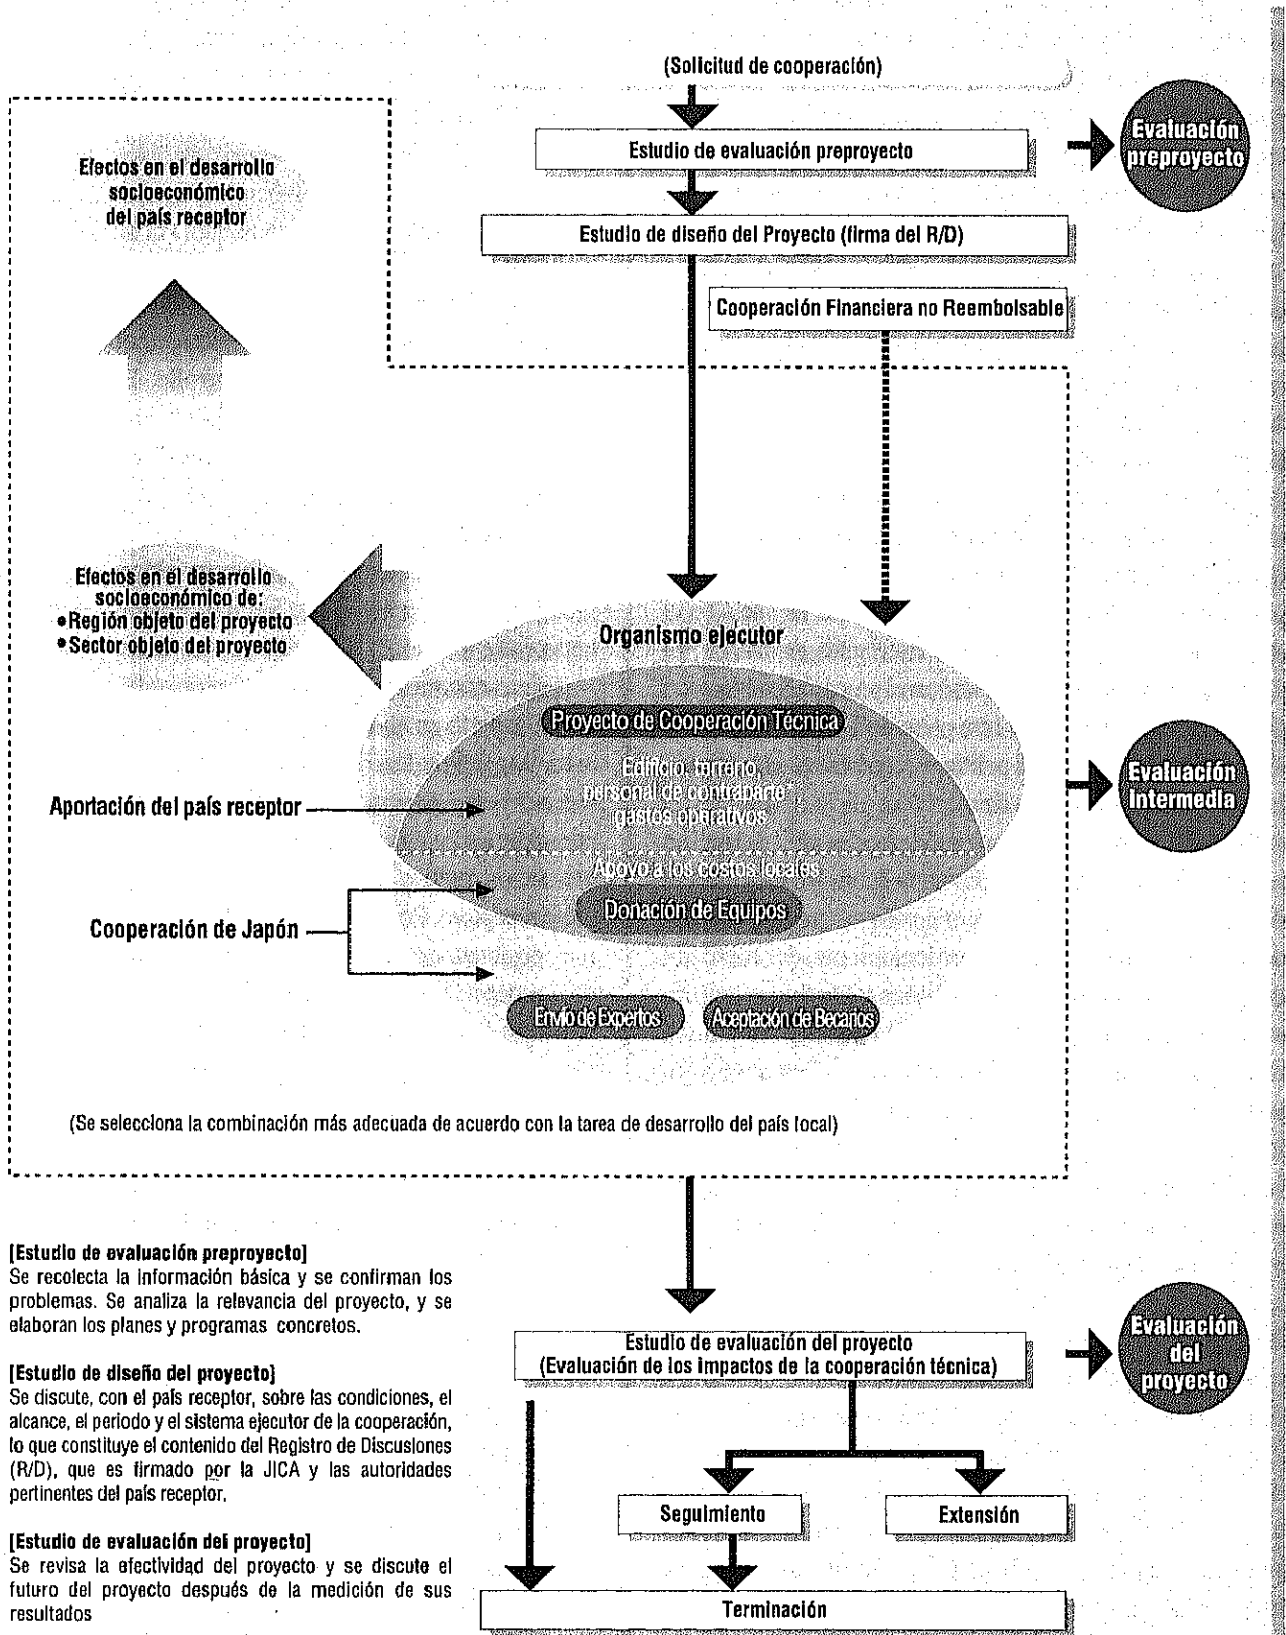 (Solicitud de cooperación)
Estudio de evaluación preproyecto
Evaluación
preproyecto
Estudio de diseño del Proyecto (firma del R/D)
Cooperación Financiera no Reembolsable
Efectos en el desarrollo
socioeconómico
del país receptor
Efectos en el desarrollo
socioeconómico de:
•Región objeto del proyecto
•Sector objeto del proyecto
Organismo ejecutor
Proyecto de Cooperación Técnica
Edificio, terreno,
personal de contraparte,
gastos operativos
Aportación del país receptor
Apoyo a los costos locales
Donación de Equipos
Cooperación de Japón
Envío de Expertos
Aceptación de Becarios
Evaluación
Intermedia
(Se selecciona la combinación más adecuada de acuerdo con la tarea de desarrollo del país local)
[Estudio de evaluación preproyecto]
Se recolecta la información básica y se confirman los
problemas. Se analiza la relevancia del proyecto, y se
elaboran los planes y programas concretos.
[Estudio de diseño del proyecto]
Se discute, con el país receptor, sobre las condiciones, el
alcance, el periodo y el sistema ejecutor de la cooperación,
lo que constituye el contenido del Registro de Discusiones
(R/D), que es firmado por la JICA y las autoridades
pertinentes del país receptor.
[Estudio de evaluación del proyecto]
Se revisa la efectividad del proyecto y se discute el
futuro del proyecto después de la medición de sus
resultados
Estudio de evaluación del proyecto
(Evaluación de los impactos de la cooperación técnica)
Evaluación
del
proyecto
Seguimiento
Extensión
Terminación